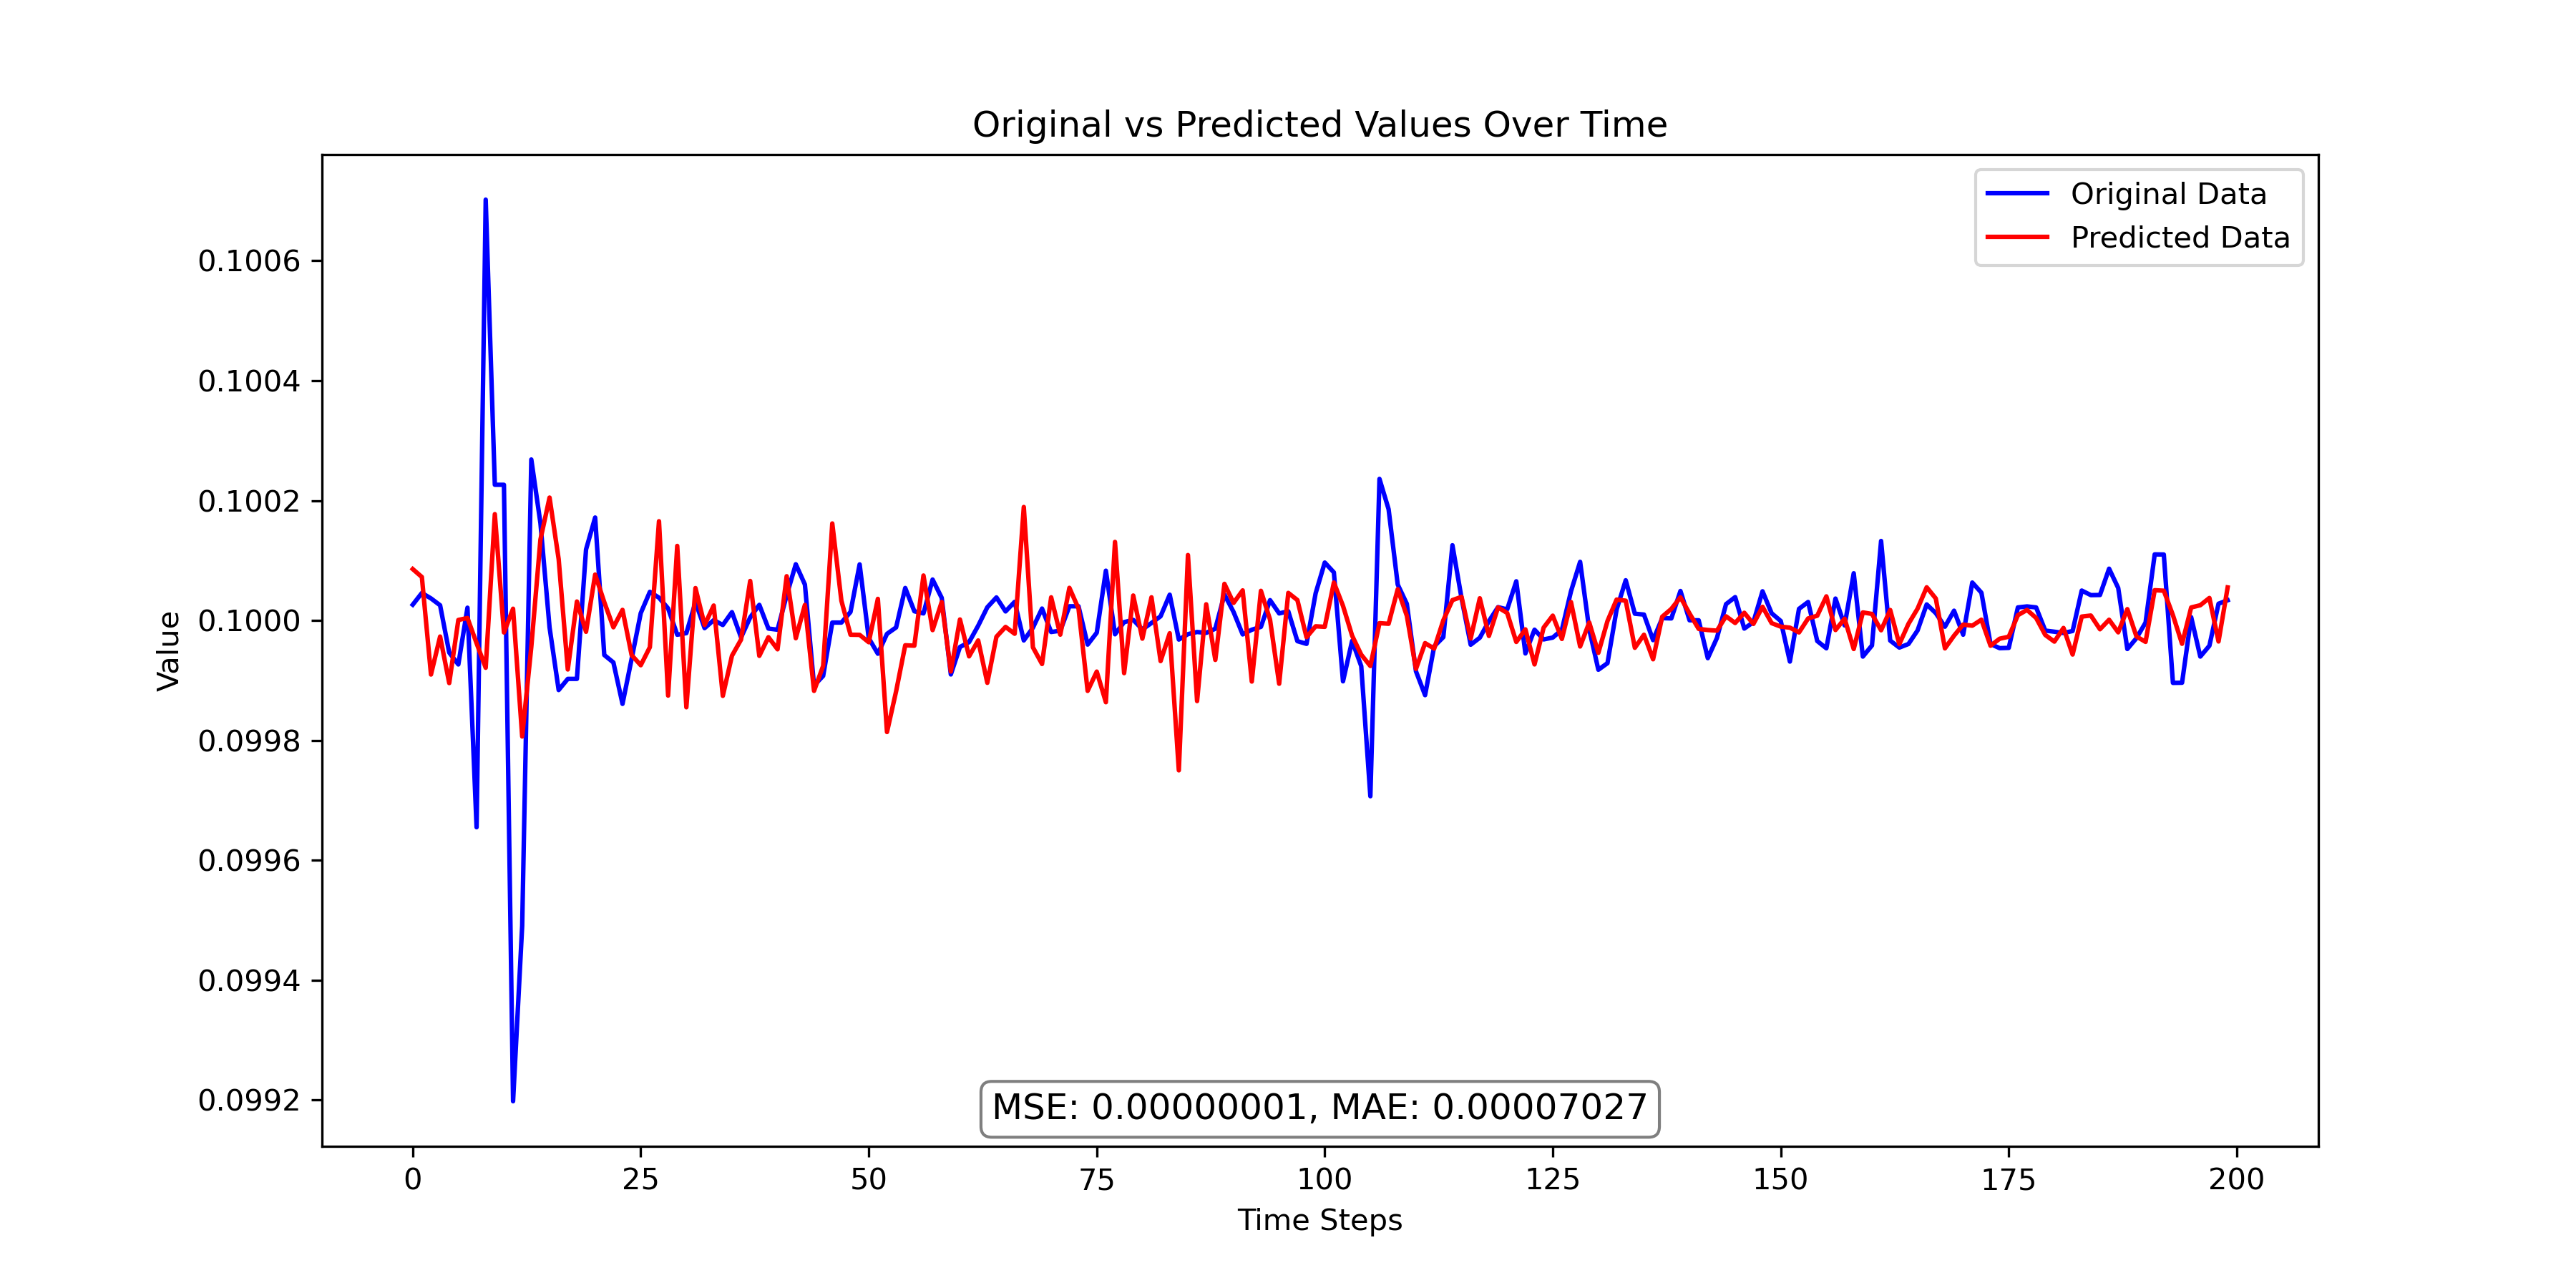 Original vs Predicted Values Over Time
Original Data
Predicted Data
Value
0.1006
0.1004
0.1002
0.1000
0.0998
0.0996
0.0994
0.0992
MSE: 0.00000001, MAE: 0.00007027
0 25 50 75 100 125 150 175 200
Time Steps